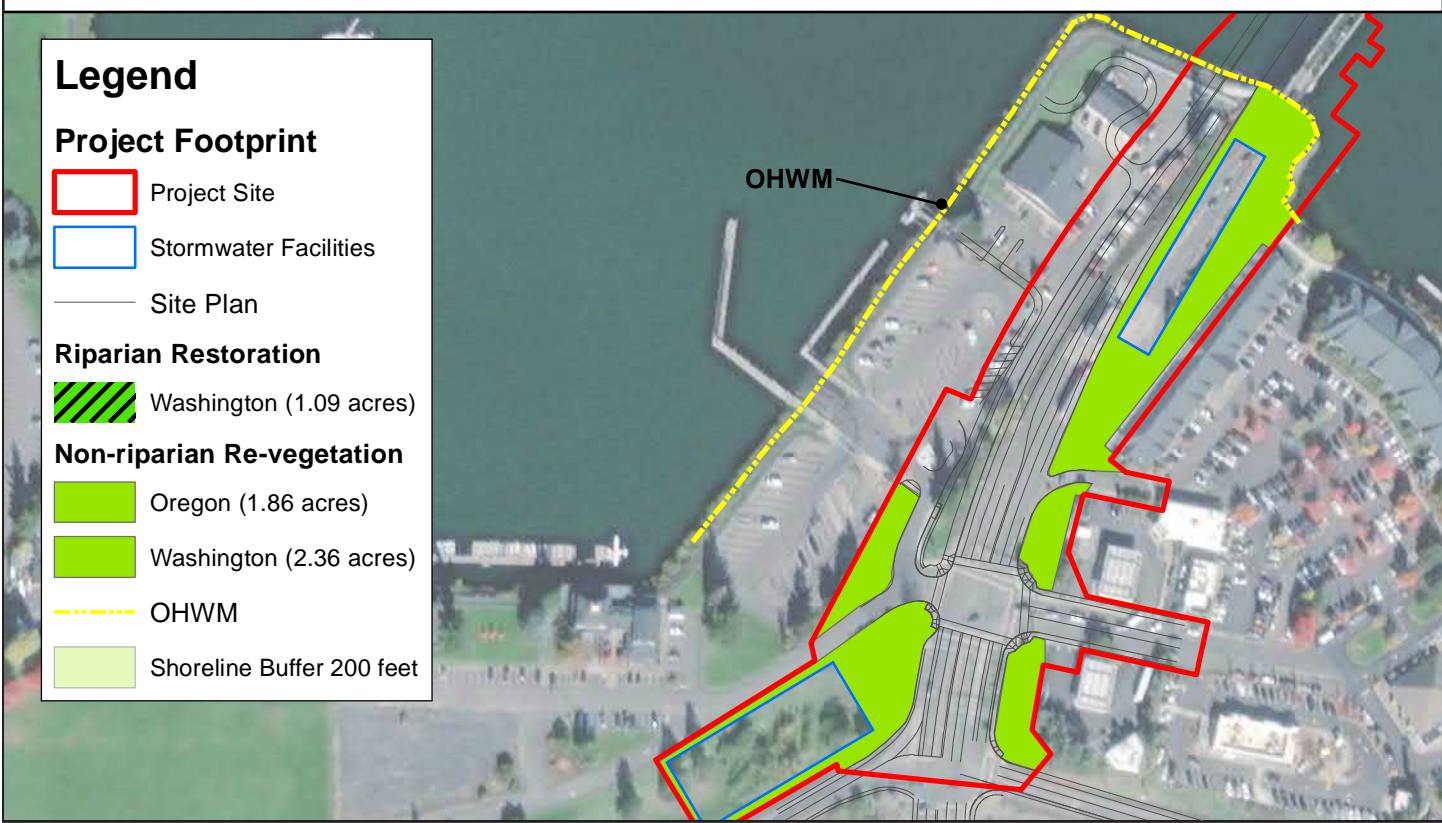 Legend
Project Footprint
Project Site
Stormwater Facilities
Site Plan
Riparian Restoration
Washington (1.09 acres)
Non-riparian Re-vegetation
Oregon (1.86 acres)
Washington (2.36 acres)
OHWM
Shoreline Buffer 200 feet
OHWM